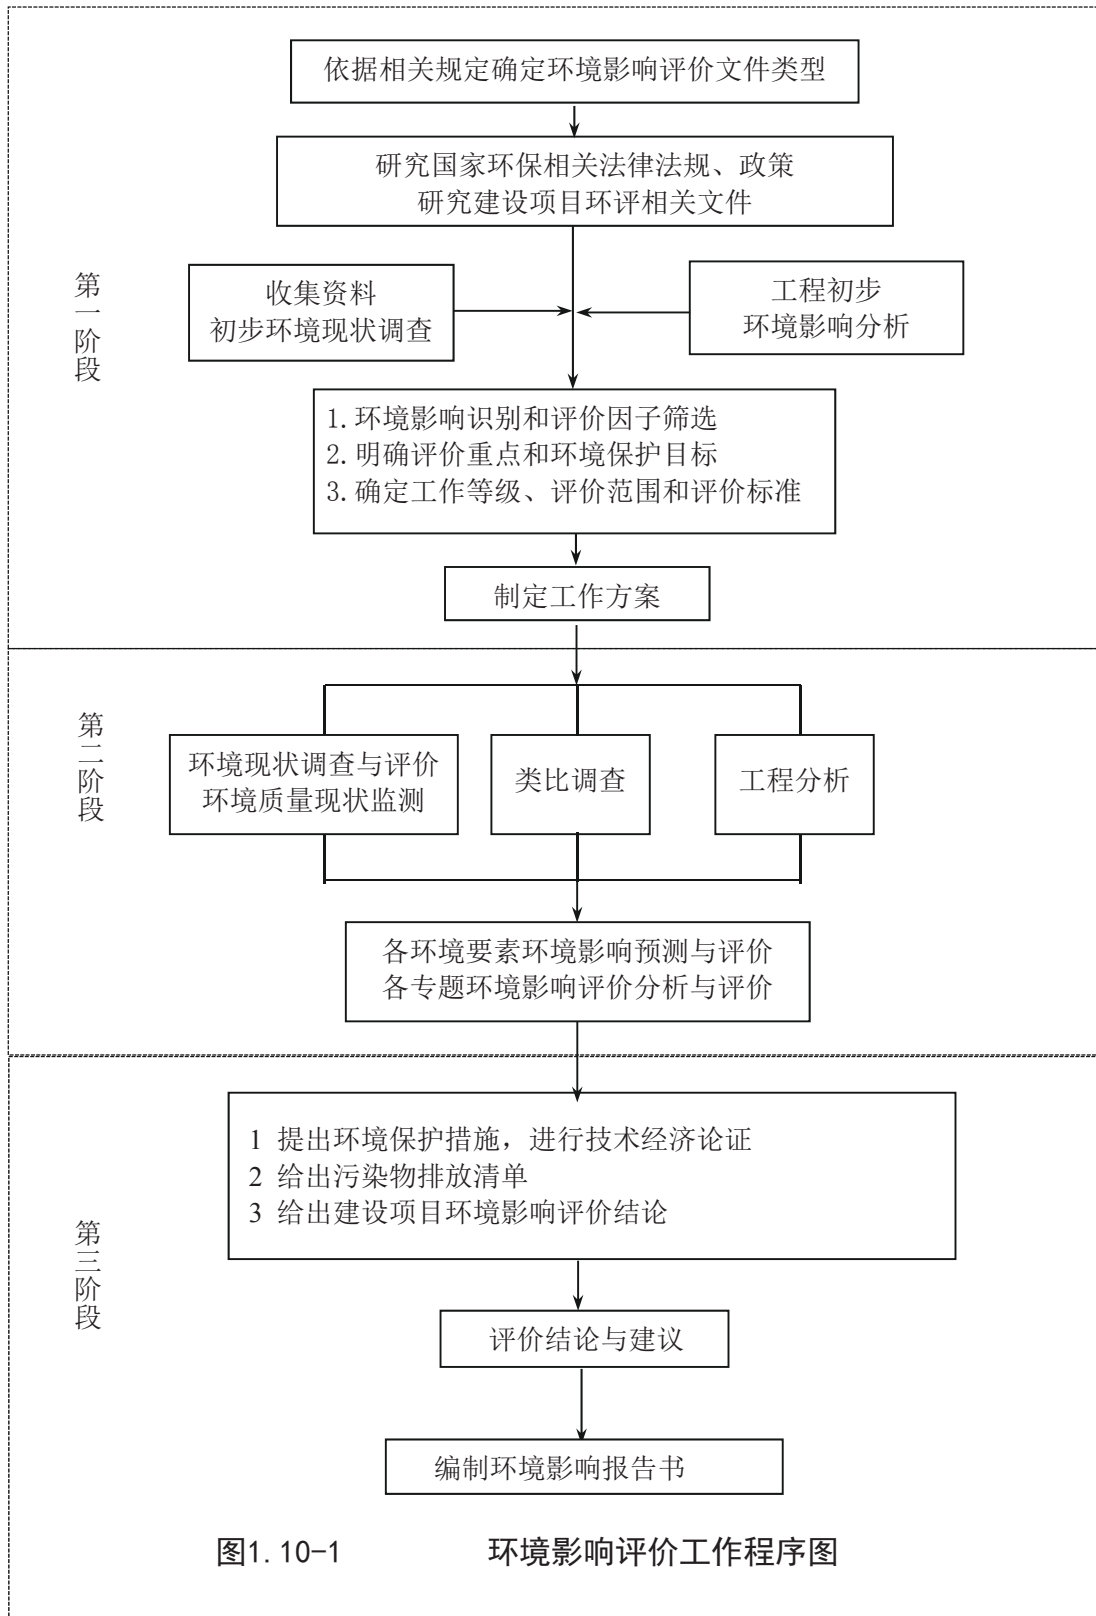 依据相关规定确定环境影响评价文件类型
研究国家环保相关法律法规、政策
研究建设项目环评相关文件
第一阶段
收集资料
初步环境现状调查
工程初步
环境影响分析
1.环境影响识别和评价因子筛选
2.明确评价重点和环境保护目标
3.确定工作等级、评价范围和评价标准
制定工作方案
第二阶段
环境现状调查与评价
环境质量现状监测
类比调查
工程分析
各环境要素环境影响预测与评价
各专题环境影响评价分析与评价
第三阶段
1 提出环境保护措施，进行技术经济论证
2 给出污染物排放清单
3 给出建设项目环境影响评价结论
评价结论与建议
编制环境影响报告书
图1.10-1 环境影响评价工作程序图